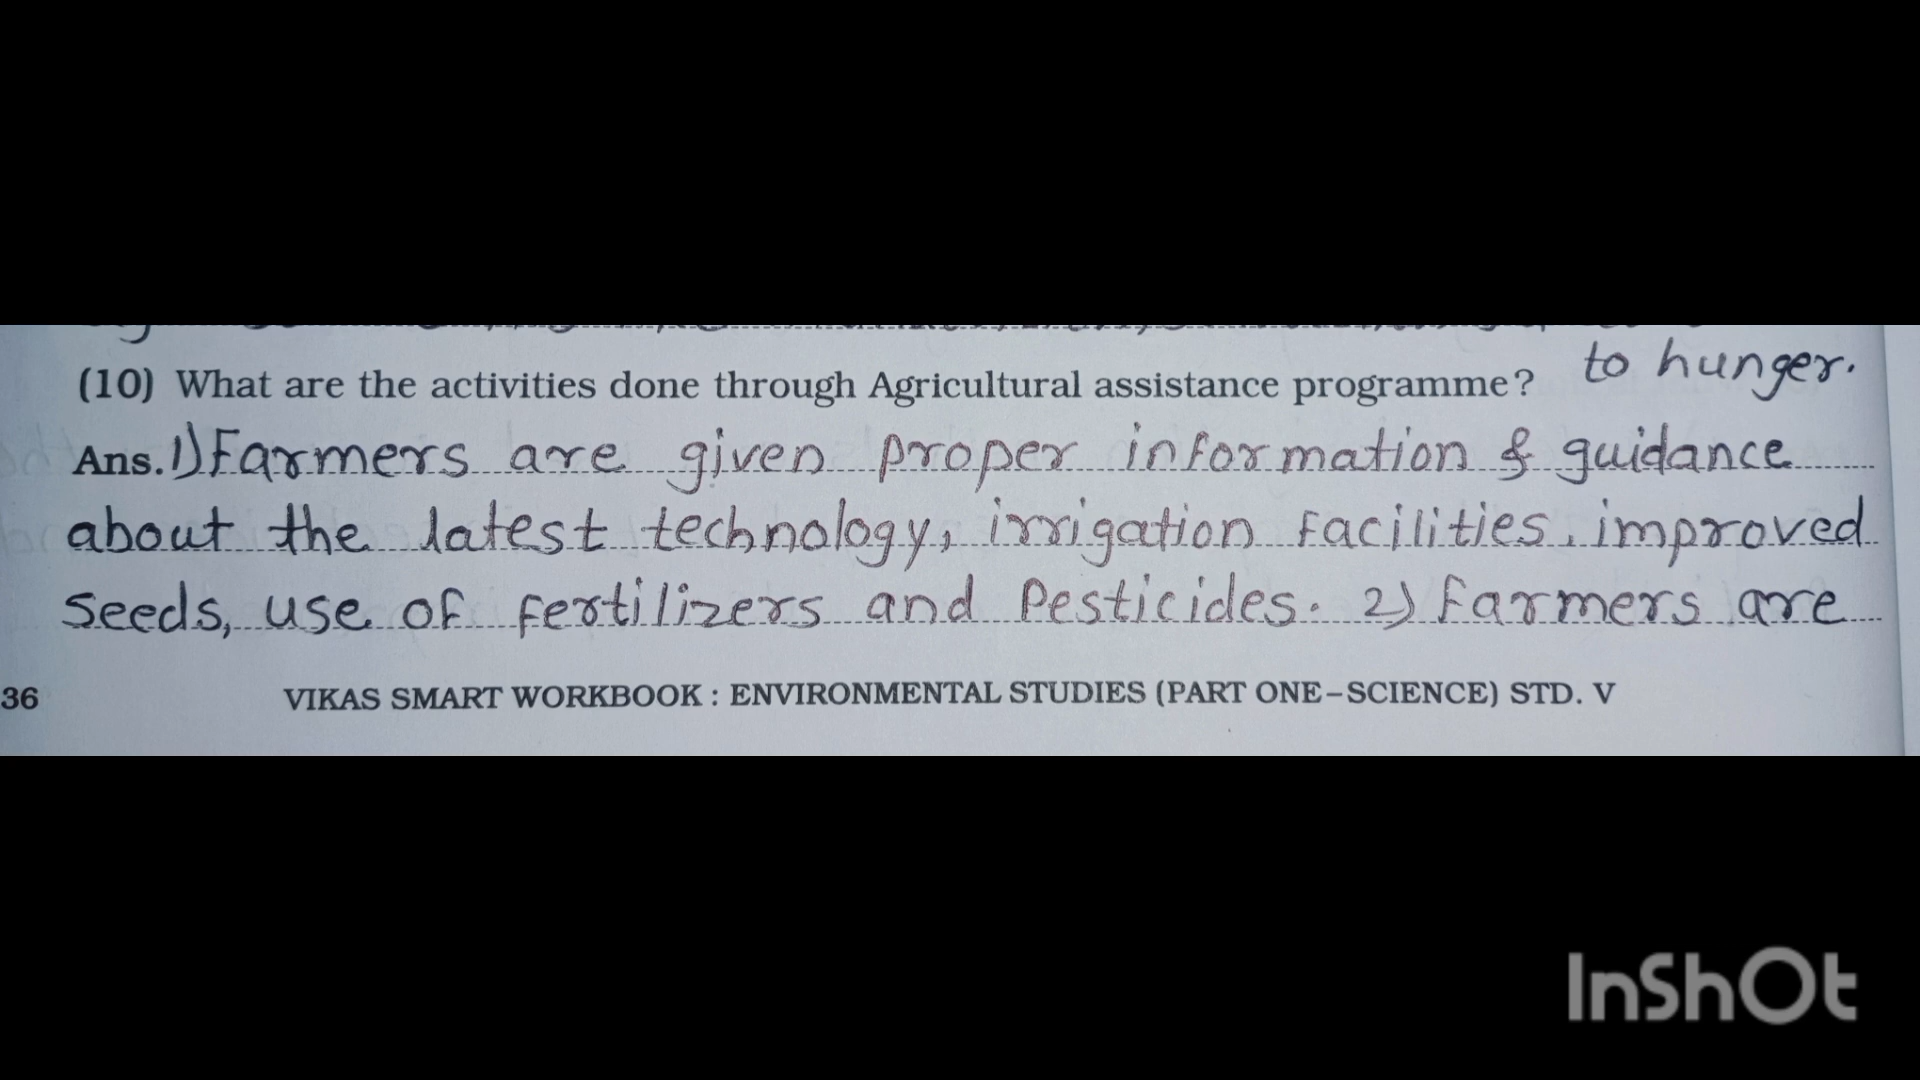 to hunger.
(10) What are the activities done through Agricultural assistance programme?
Ans. 1) Farmers are given proper information & guidance
about the latest technology, irrigation facilities, improved
Seeds, use of fertilizers and Pesticides. 2) Farmers are
36 VIKAS SMART WORKBOOK : ENVIRONMENTAL STUDIES (PART ONE–SCIENCE) STD. V
InShOt